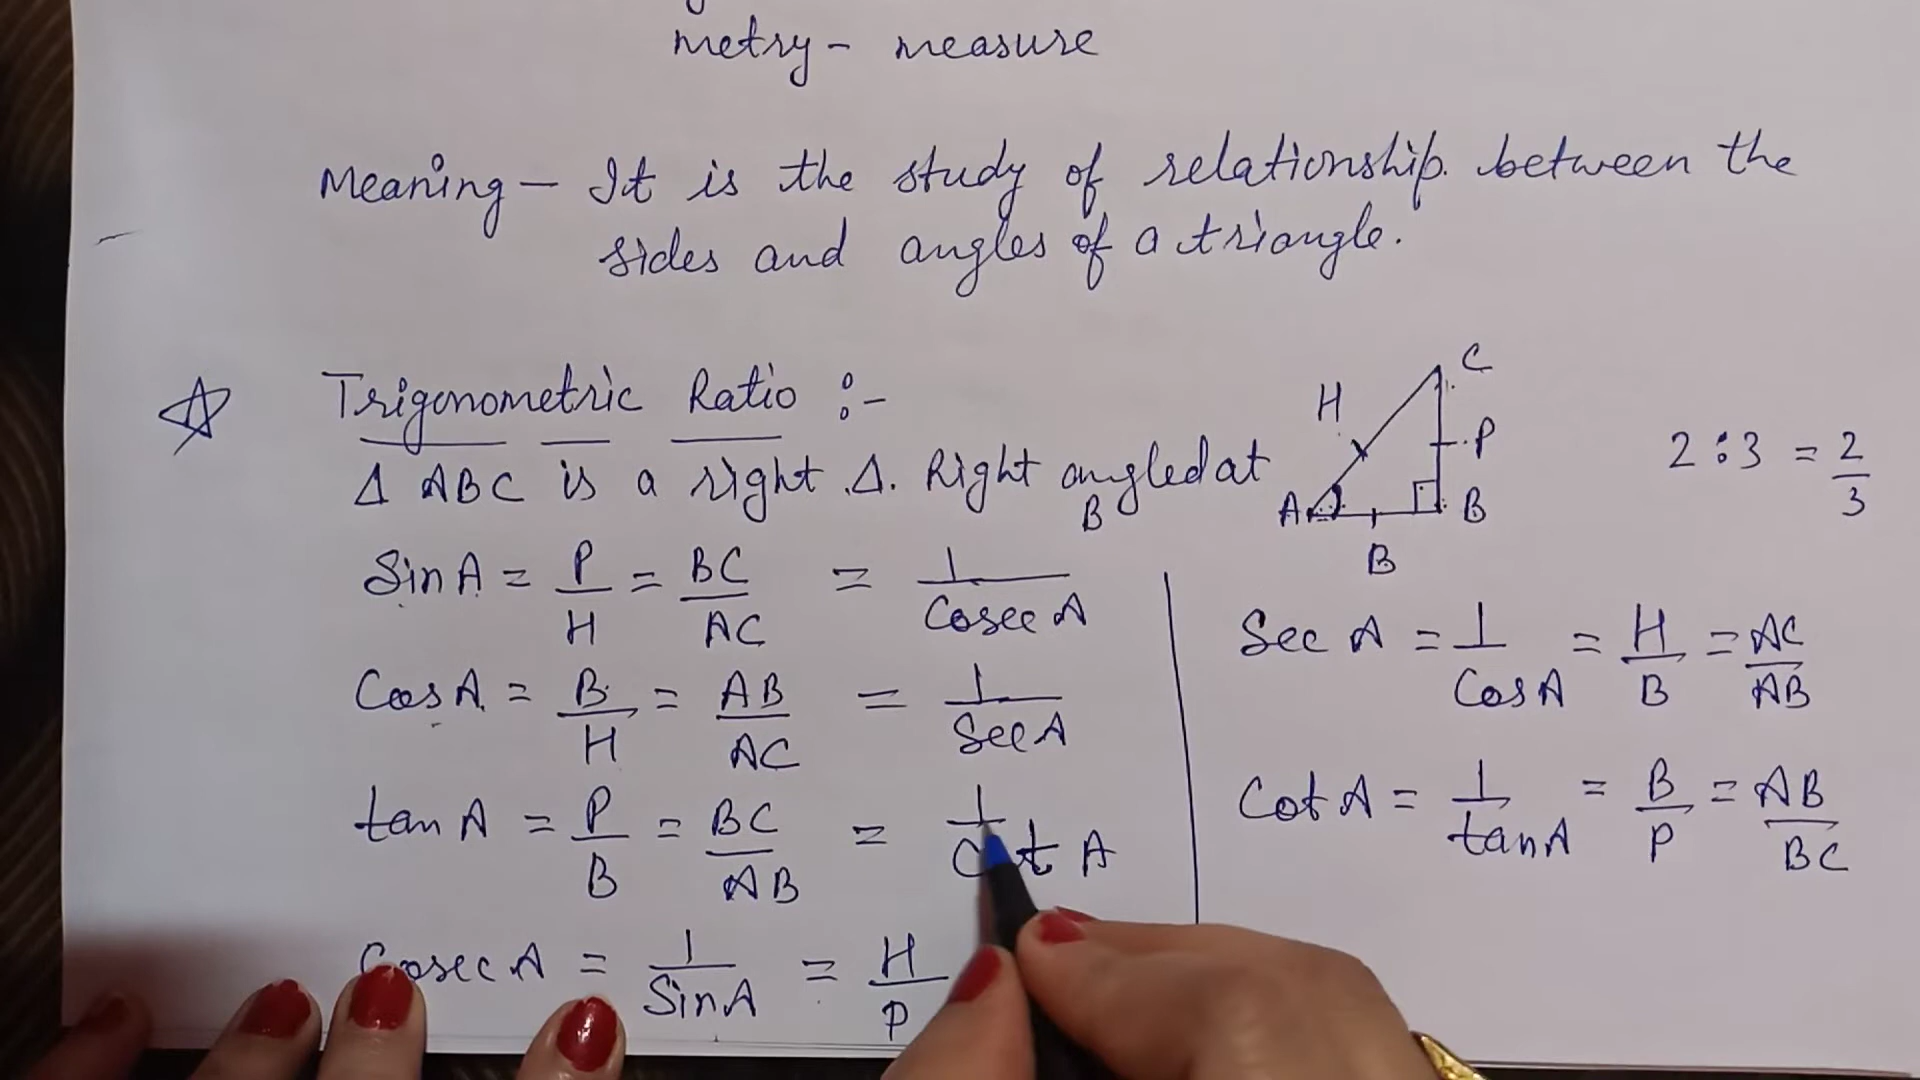 metry - measure
Meaning - It is the study of relationship. between the
sides and angles of a triangle.
Trigonometric Ratio :-
Δ ABC is a right Δ. Right angled at
B
C
H
P
A
B
B
2 : 3 = 2/3
Sin A = P/H = BC/AC = 1/Cosec A
Cos A = B/H = AB/AC = 1/Sec A
tan A = P/B = BC/AB = 1/Cot A
Cosec A = 1/Sin A = H/P
Sec A = 1/Cos A = H/B = AC/AB
Cot A = 1/tan A = B/P = AB/BC